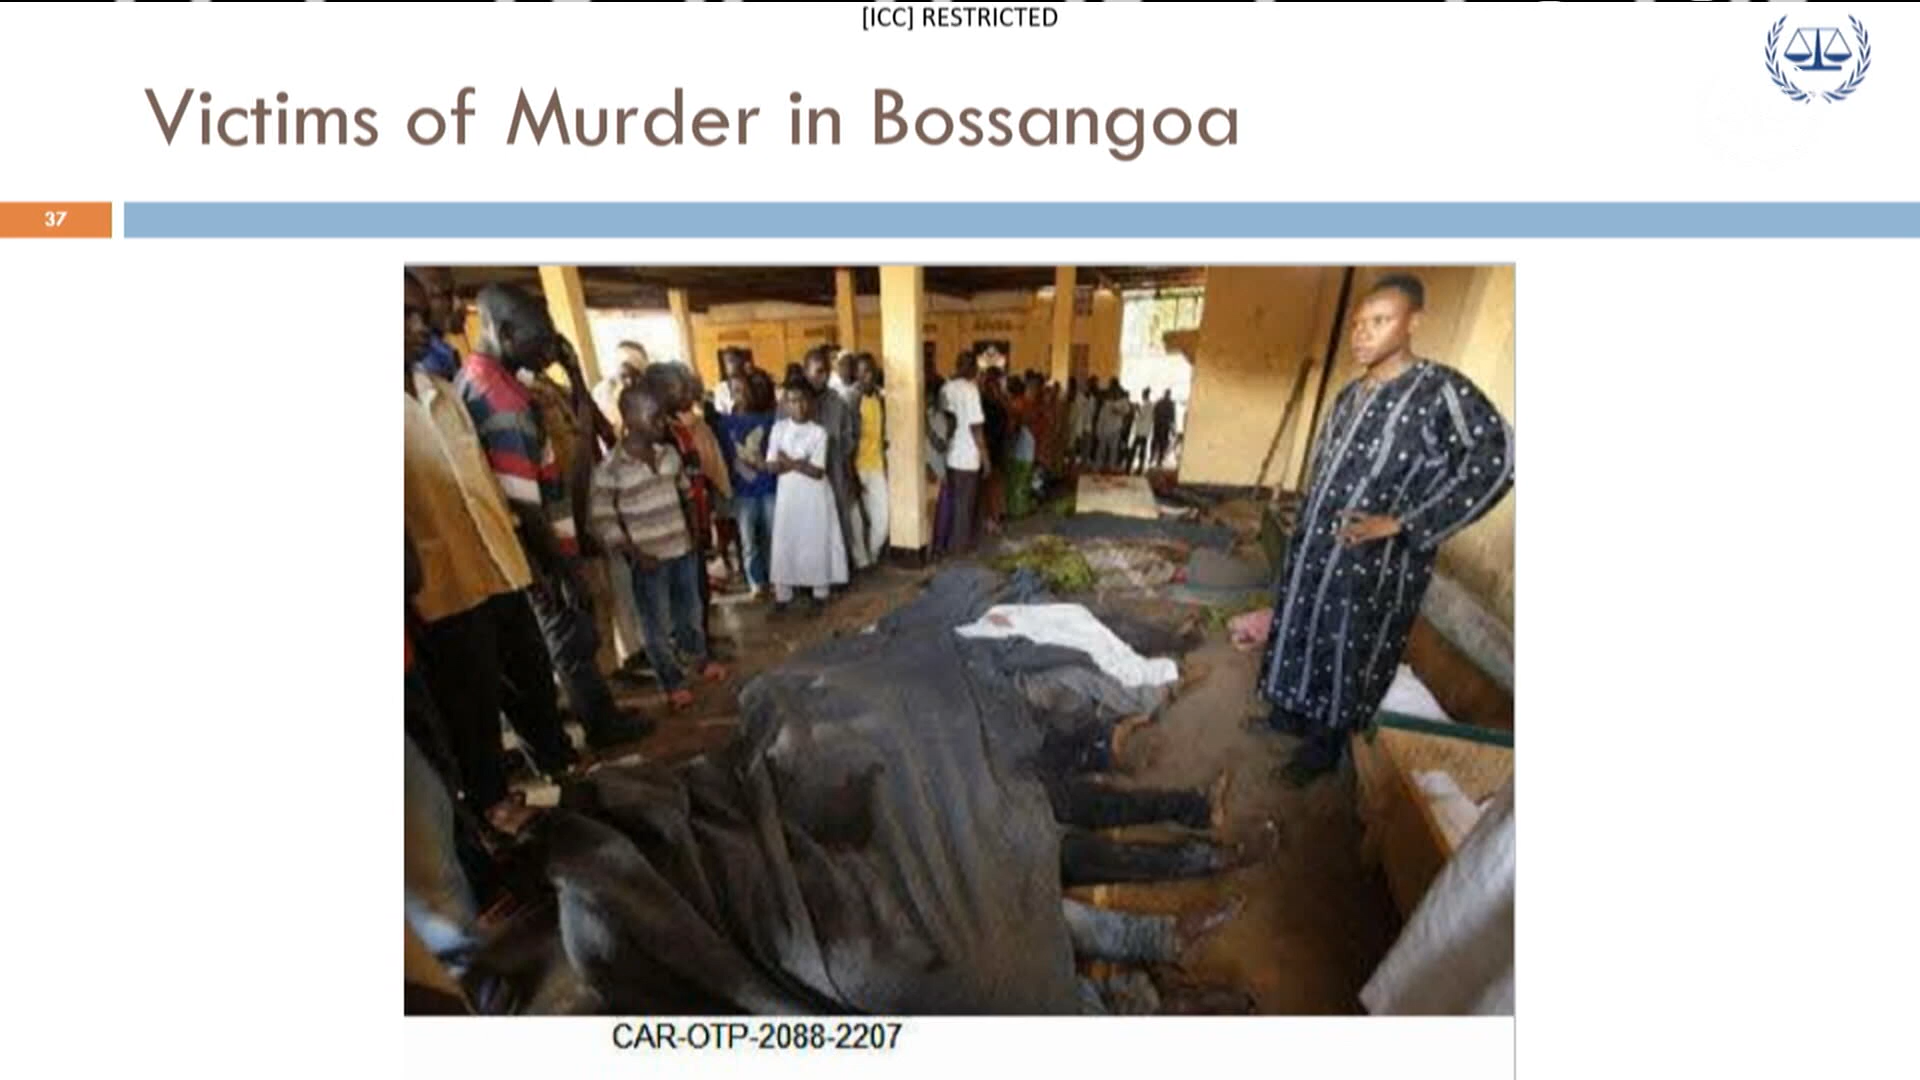 [ICC] RESTRICTED
Victims of Murder in Bossangoa
37
CAR-OTP-2088-2207